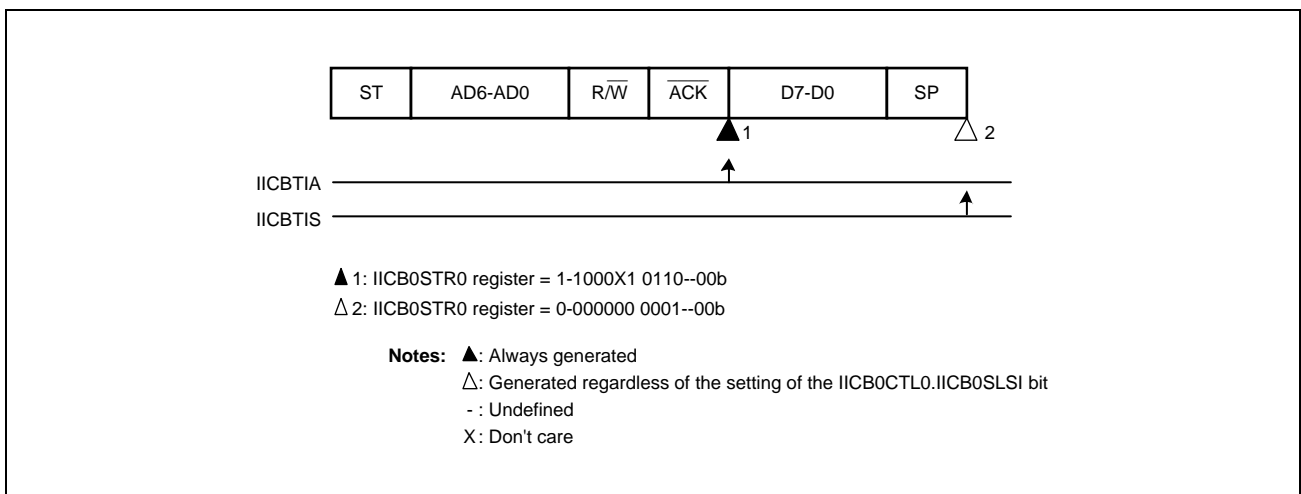 ST AD6-AD0 R/W̅ A̅C̅K̅ D7-D0 SP
▲1 △ 2
IICBTIA
IICBTIS
▲ 1: IICB0STR0 register = 1-1000X1 0110--00b
△ 2: IICB0STR0 register = 0-000000 0001--00b
Notes: ▲: Always generated
△: Generated regardless of the setting of the IICB0CTL0.IICB0SLSI bit
- : Undefined
X : Don't care